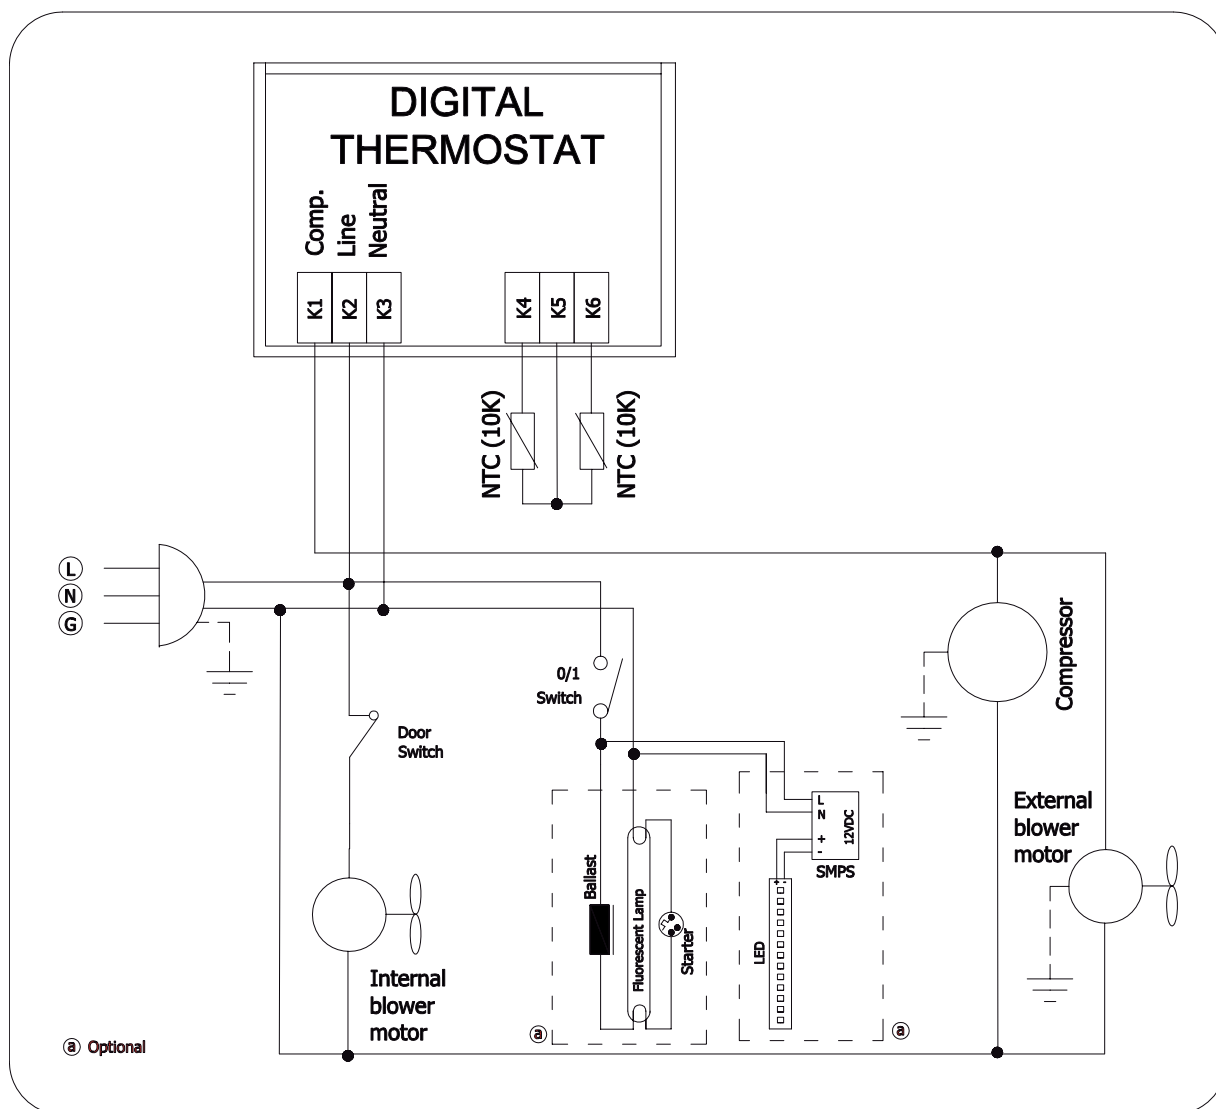 DIGITAL
THERMOSTAT
Comp.
Line
Neutral
K1
K2
K3
K4
K5
K6
NTC (10K)
NTC (10K)
L
N
G
0/1
Switch
Door
Switch
Compressor
External
blower
motor
L
N
+
-
12VDC
SMPS
+ -
LED
Ballast
Fluorescent Lamp
Starter
Internal
blower
motor
a
a
a Optional